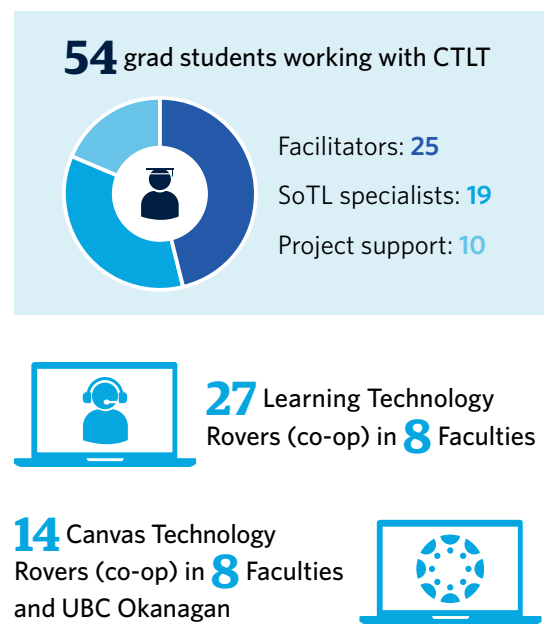 54 grad students working with CTLT
Facilitators: 25
SoTL specialists: 19
Project support: 10
27 Learning Technology
Rovers (co-op) in 8 Faculties
14 Canvas Technology
Rovers (co-op) in 8 Faculties
and UBC Okanagan